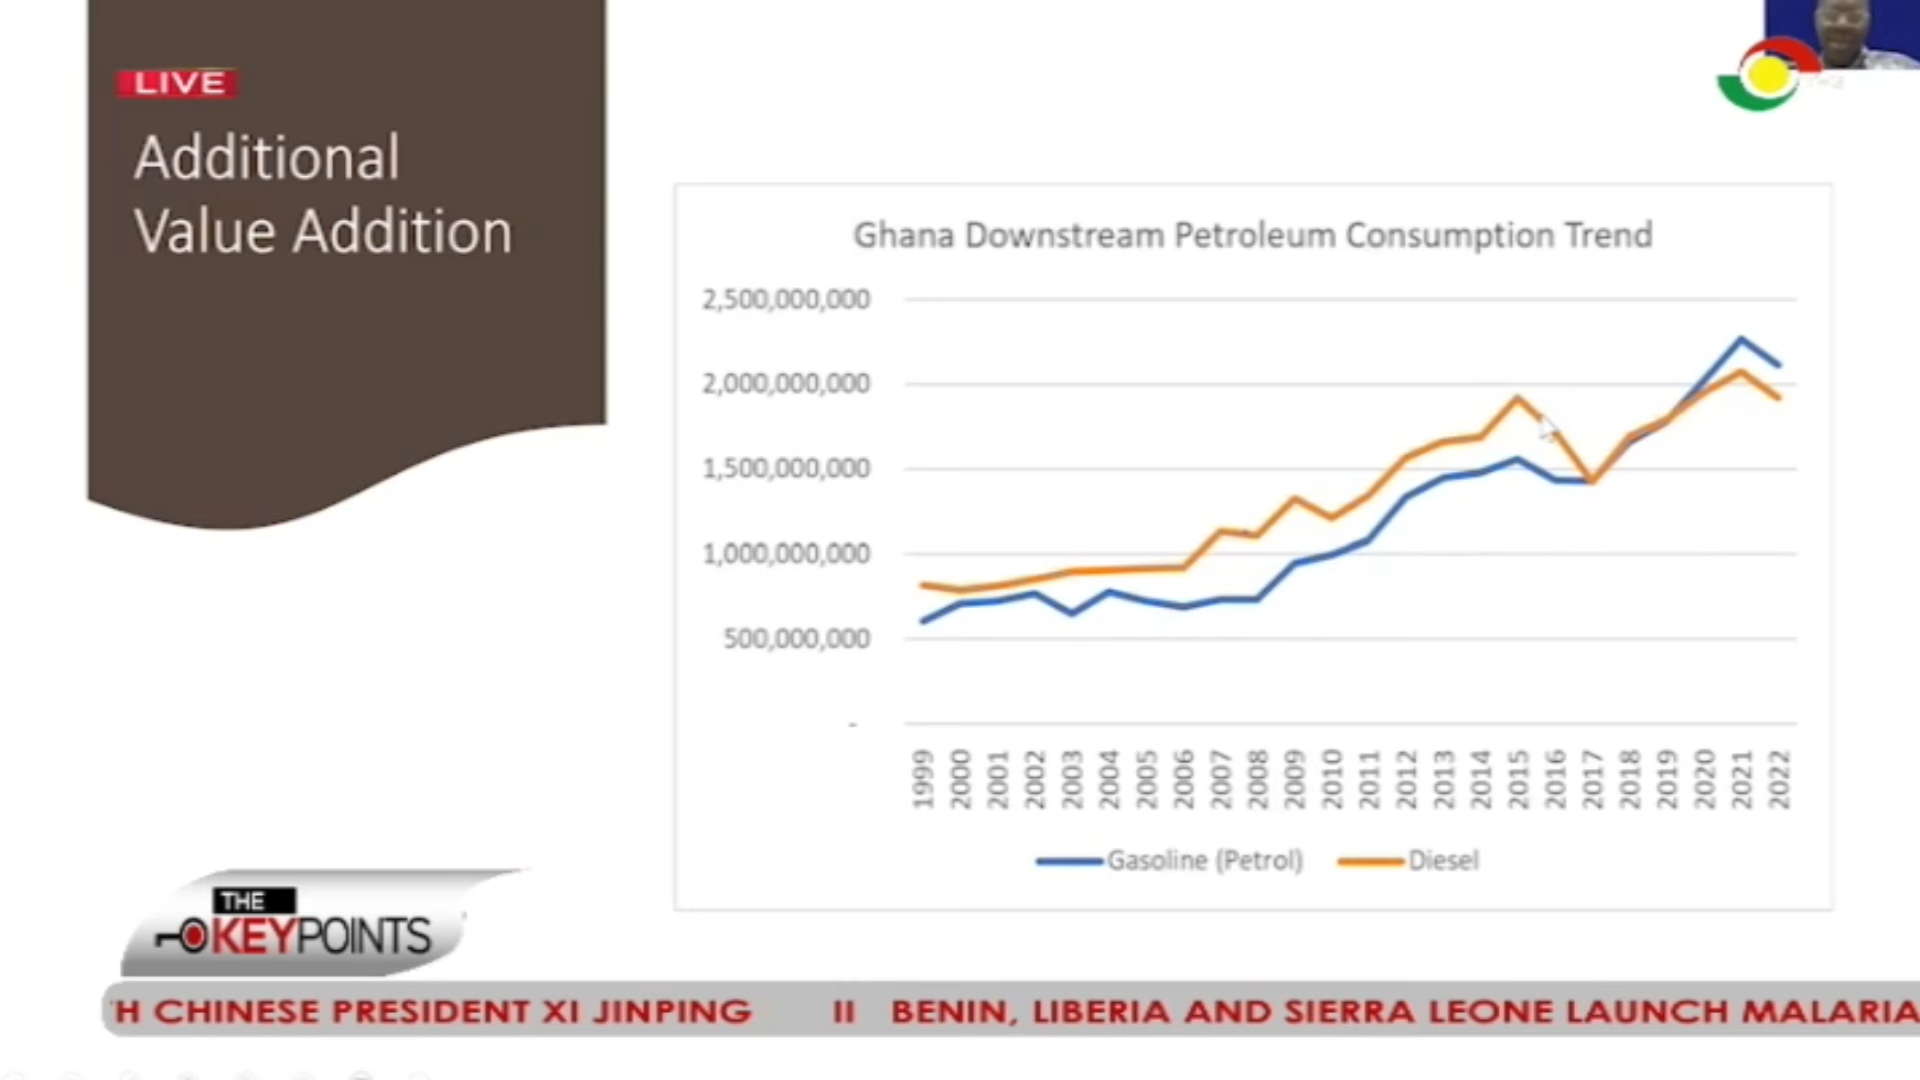 LIVE
Additional
Value Addition
Ghana Downstream Petroleum Consumption Trend
2,500,000,000
2,000,000,000
1,500,000,000
1,000,000,000
500,000,000
-
1999 2000 2001 2002 2003 2004 2005 2006 2007 2008 2009 2010 2011 2012 2013 2014 2015 2016 2017 2018 2019 2020 2021 2022
Gasoline (Petrol) Diesel
THE
KEYPOINTS
H CHINESE PRESIDENT XI JINPING II BENIN, LIBERIA AND SIERRA LEONE LAUNCH MALARIA